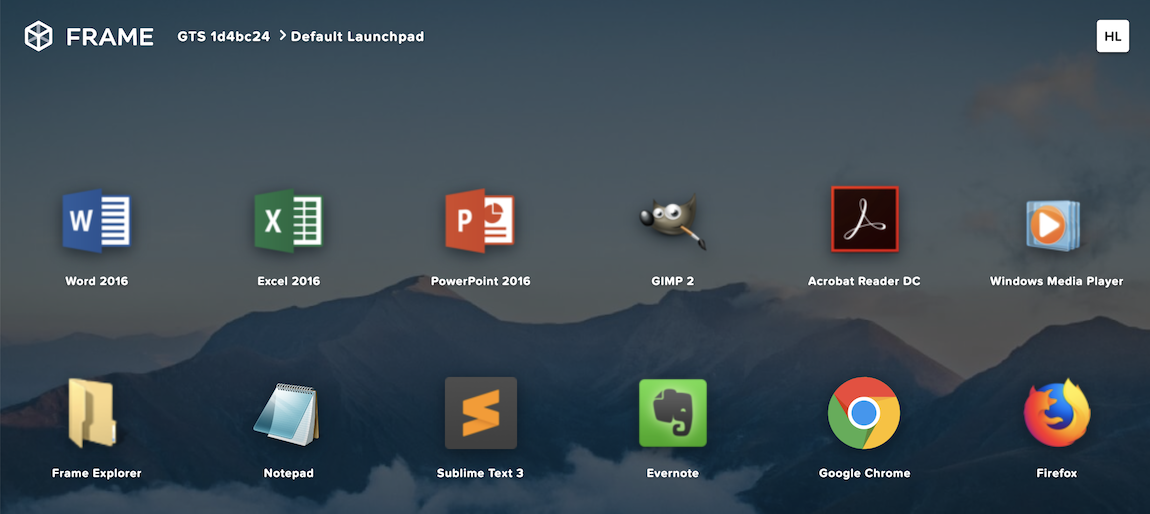 FRAME GTS 1d4bc24 > Default Launchpad HL
W X P
Word 2016 Excel 2016 PowerPoint 2016 GIMP 2 Acrobat Reader DC Windows Media Player
Frame Explorer Notepad Sublime Text 3 Evernote Google Chrome Firefox